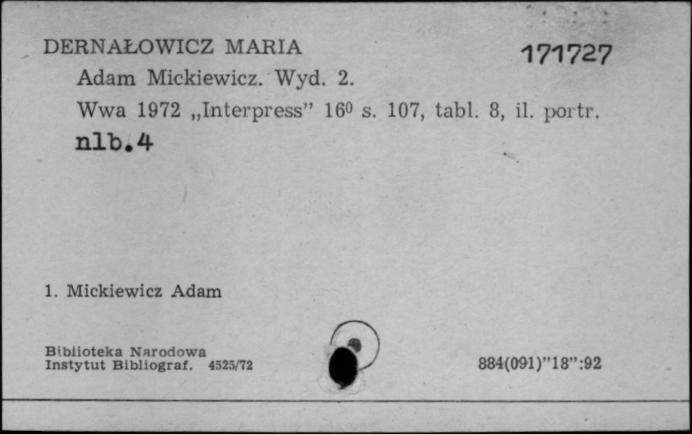 DERNAŁOWICZ MARIA 171727
Adam Mickiewicz. Wyd. 2.
Wwa 1972 „Interpress” 16⁰ s. 107, tabl. 8, il. portr.
nlb.4
1. Mickiewicz Adam
Biblioteka Narodowa
Instytut Bibliograf. 4525/72 884(091)”18”:92